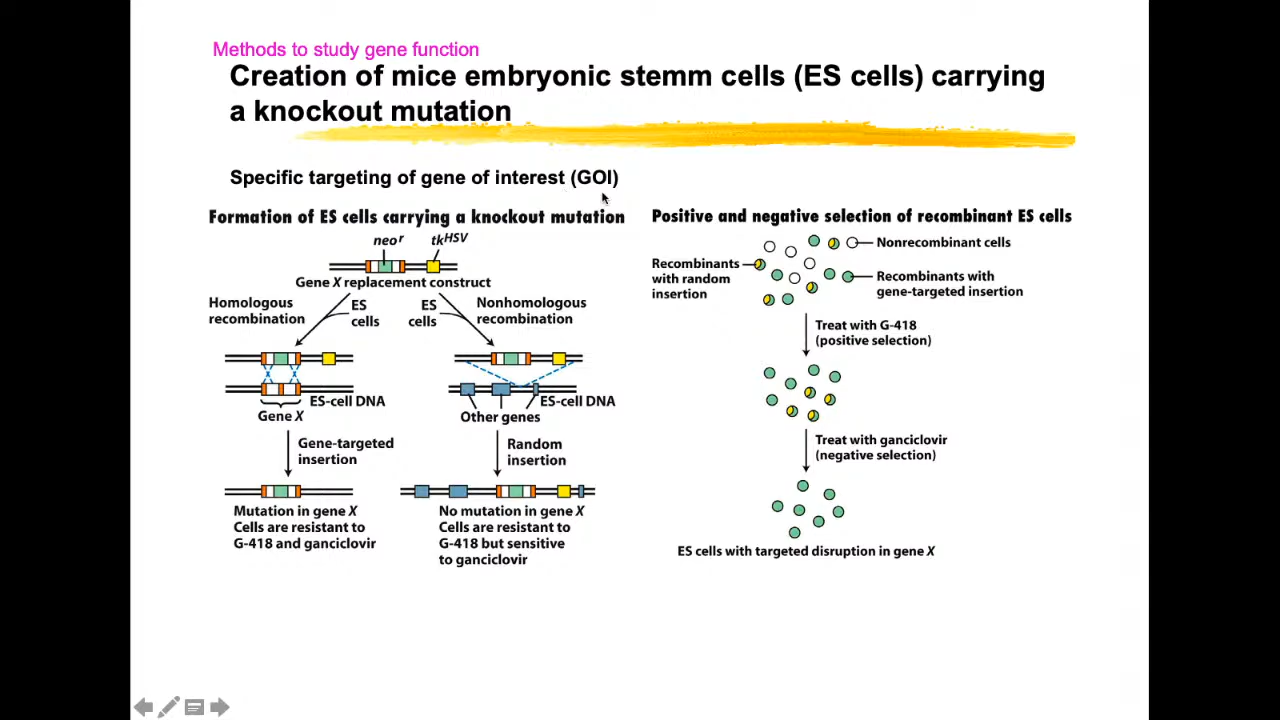 Methods to study gene function
Creation of mice embryonic stemm cells (ES cells) carrying
a knockout mutation
Specific targeting of gene of interest (GOI)
Formation of ES cells carrying a knockout mutation
neoʳ
tkᴴˢⱽ
Gene X replacement construct
Homologous
recombination
ES
cells
ES
cells
Nonhomologous
recombination
ES-cell DNA
Gene X
ES-cell DNA
Other genes
Gene-targeted
insertion
Random
insertion
Mutation in gene X
Cells are resistant to
G-418 and ganciclovir
No mutation in gene X
Cells are resistant to
G-418 but sensitive
to ganciclovir
Positive and negative selection of recombinant ES cells
Nonrecombinant cells
Recombinants
with random
insertion
Recombinants with
gene-targeted insertion
Treat with G-418
(positive selection)
Treat with ganciclovir
(negative selection)
ES cells with targeted disruption in gene X